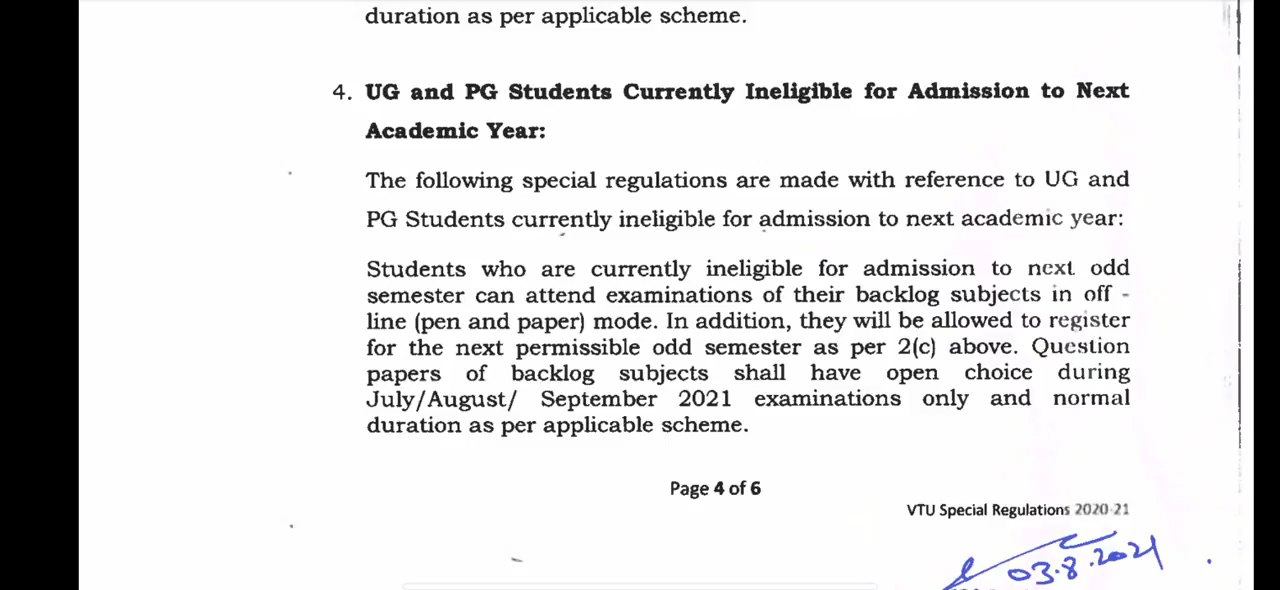 duration as per applicable scheme.
4. UG and PG Students Currently Ineligible for Admission to Next
Academic Year:
The following special regulations are made with reference to UG and
PG Students currently ineligible for admission to next academic year:
Students who are currently ineligible for admission to next odd
semester can attend examinations of their backlog subjects in off -
line (pen and paper) mode. In addition, they will be allowed to register
for the next permissible odd semester as per 2(c) above. Question
papers of backlog subjects shall have open choice during
July/August/ September 2021 examinations only and normal
duration as per applicable scheme.
Page 4 of 6
VTU Special Regulations 2020-21
03.8.2021